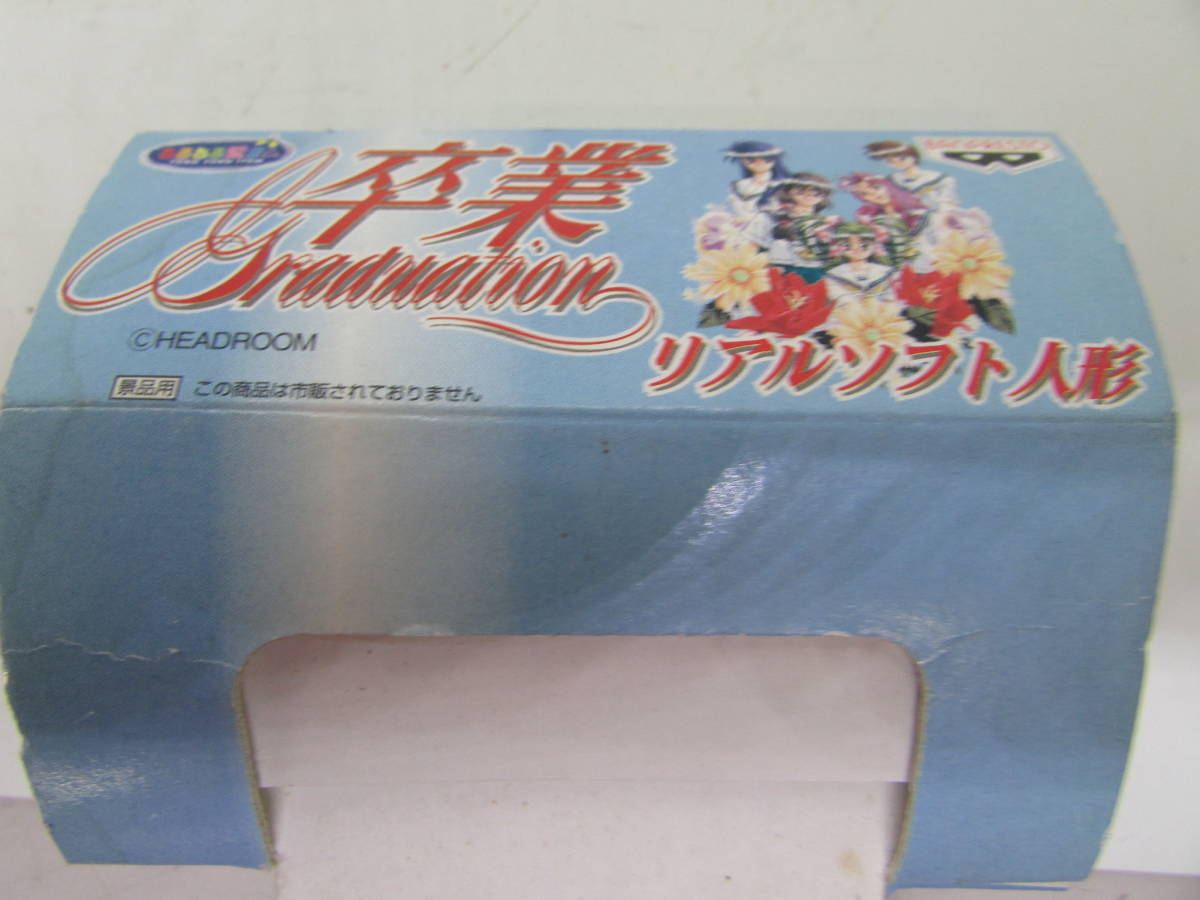 卒業
Graduation
©HEADROOM
景品用 この商品は市販されておりません
BANPRESTO
リアルソフト人形